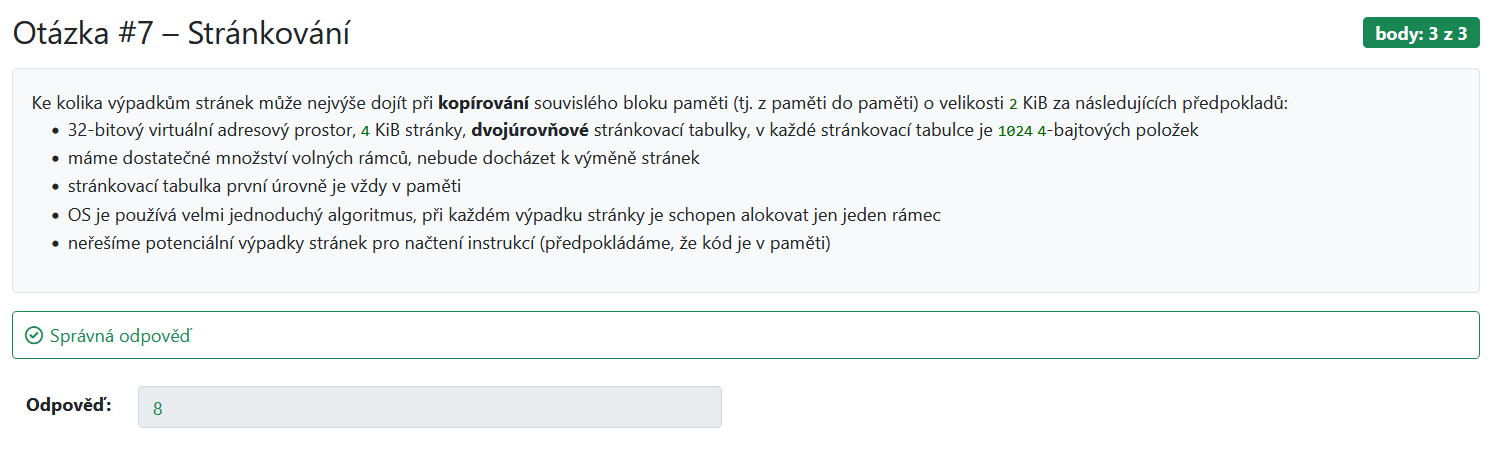 Otázka #7 – Stránkování
body: 3 z 3
Ke kolika výpadkům stránek může nejvýše dojít při kopírování souvislého bloku paměti (tj. z paměti do paměti) o velikosti 2 KiB za následujících předpokladů:
• 32-bitový virtuální adresový prostor, 4 KiB stránky, dvojúrovňové stránkovací tabulky, v každé stránkovací tabulce je 1024 4-bajtových položek
• máme dostatečné množství volných rámců, nebude docházet k výměně stránek
• stránkovací tabulka první úrovně je vždy v paměti
• OS je používá velmi jednoduchý algoritmus, při každém výpadku stránky je schopen alokovat jen jeden rámec
• neřešíme potenciální výpadky stránek pro načtení instrukcí (předpokládáme, že kód je v paměti)
Správná odpověď
Odpověď:
8